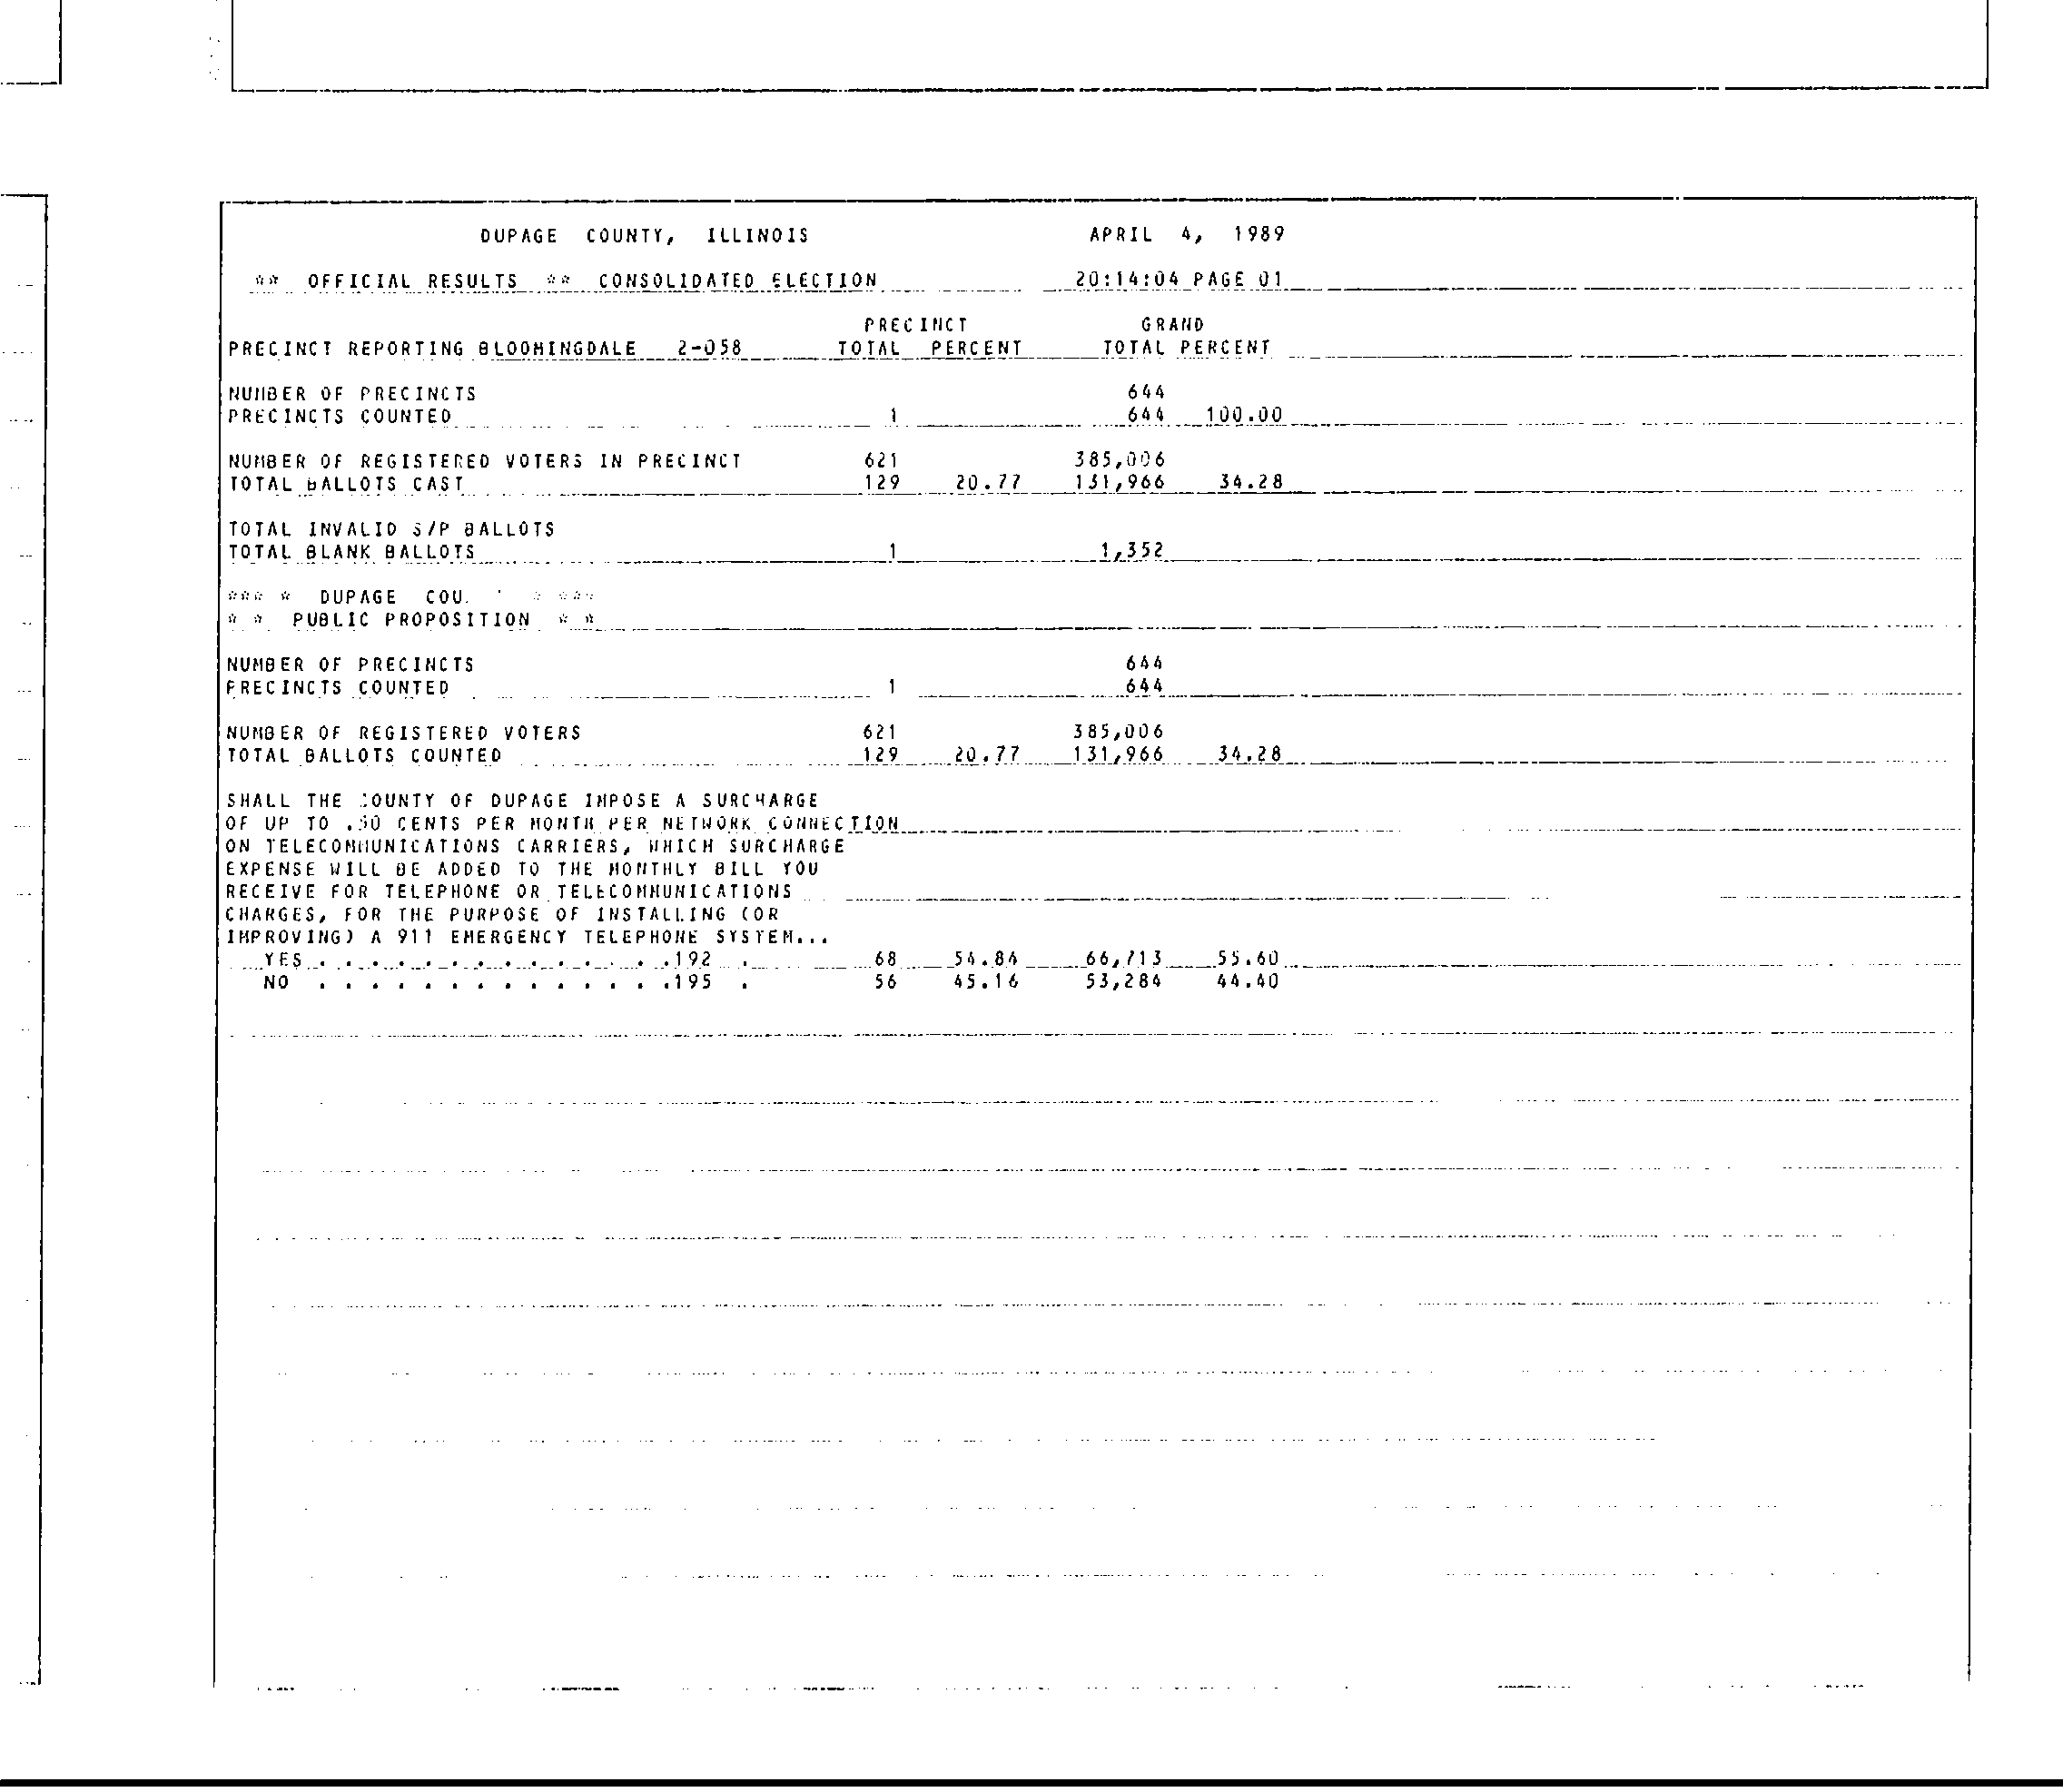 DUPAGE COUNTY, ILLINOIS APRIL 4, 1989
** OFFICIAL RESULTS ** CONSOLIDATED ELECTION 20:14:04 PAGE 01
PRECINCT GRAND
PRECINCT REPORTING BLOOMINGDALE 2-058 TOTAL PERCENT TOTAL PERCENT
NUMBER OF PRECINCTS 644
PRECINCTS COUNTED 1 644 100.00
NUMBER OF REGISTERED VOTERS IN PRECINCT 621 385,006
TOTAL BALLOTS CAST 129 20.77 131,966 34.28
TOTAL INVALID S/P BALLOTS
TOTAL BLANK BALLOTS 1 1,352
*** * DUPAGE COU. * ***
* * PUBLIC PROPOSITION * *
NUMBER OF PRECINCTS 644
PRECINCTS COUNTED 1 644
NUMBER OF REGISTERED VOTERS 621 385,006
TOTAL BALLOTS COUNTED 129 20.77 131,966 34.28
SHALL THE COUNTY OF DUPAGE IMPOSE A SURCHARGE
OF UP TO .50 CENTS PER MONTH PER NETWORK CONNECTION
ON TELECOMMUNICATIONS CARRIERS, WHICH SURCHARGE
EXPENSE WILL BE ADDED TO THE MONTHLY BILL YOU
RECEIVE FOR TELEPHONE OR TELECOMMUNICATIONS
CHARGES, FOR THE PURPOSE OF INSTALLING (OR
IMPROVING) A 911 EMERGENCY TELEPHONE SYSTEM...
YES . . . . . . . . . . . . . .192 . 68 54.84 66,713 55.60
NO . . . . . . . . . . . . . .195 . 56 45.16 53,284 44.40